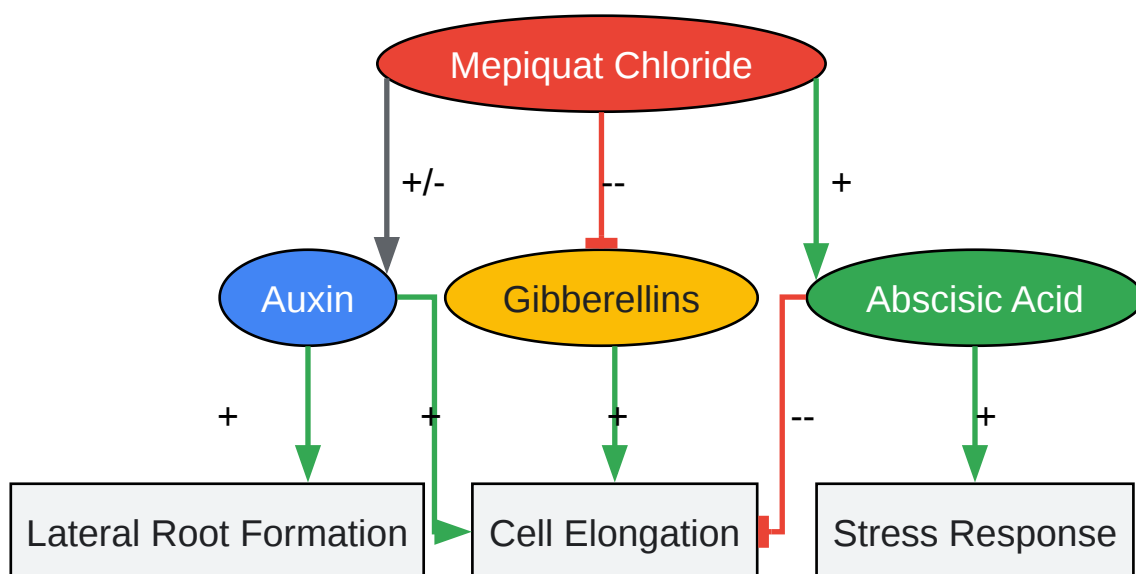 Mepiquat Chloride
+/-
--
+
Auxin
Gibberellins
Abscisic Acid
+
+
+
--
+
Lateral Root Formation
Cell Elongation
Stress Response